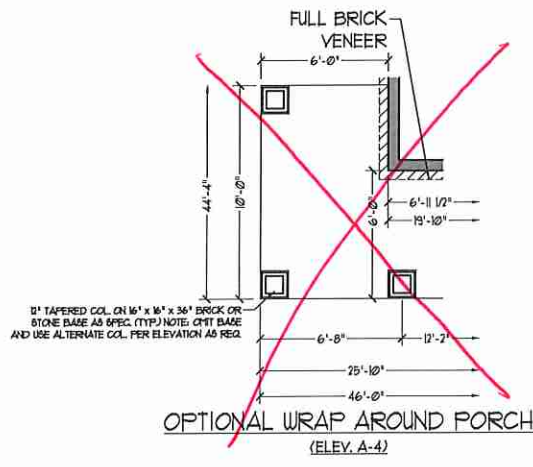 FULL BRICK
VENEER
6'-0"
44'-4"
10'-0"
6'-0"
6'-11 1/2"
19'-10"
12" TAPERED COL. ON 16" x 16" x 36" BRICK OR
STONE BASE AS SPEC. (TYP.) NOTE: OMIT BASE
AND USE ALTERNATE COL. PER ELEVATION AS REQ.
6'-8"
12'-2"
25'-10"
46'-0"
OPTIONAL WRAP AROUND PORCH
(ELEV. A-4)